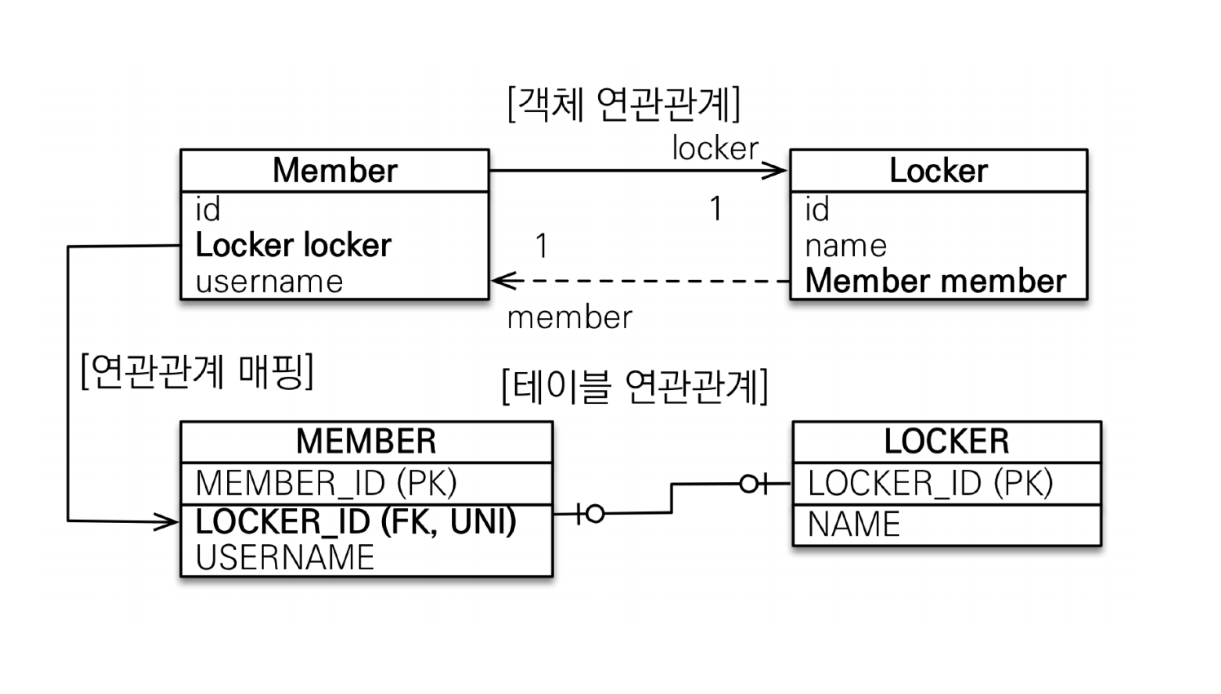 [객체 연관관계]
locker
Member
id
Locker locker
username
1
1
member
Locker
id
name
Member member
[연관관계 매핑]
[테이블 연관관계]
MEMBER
MEMBER_ID (PK)
LOCKER_ID (FK, UNI)
USERNAME
LOCKER
LOCKER_ID (PK)
NAME